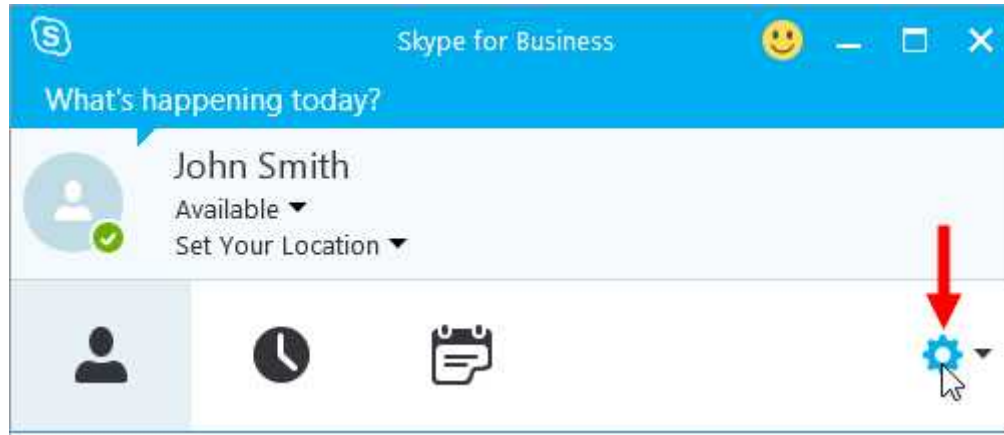 Skype for Business
What's happening today?
John Smith
Available
Set Your Location